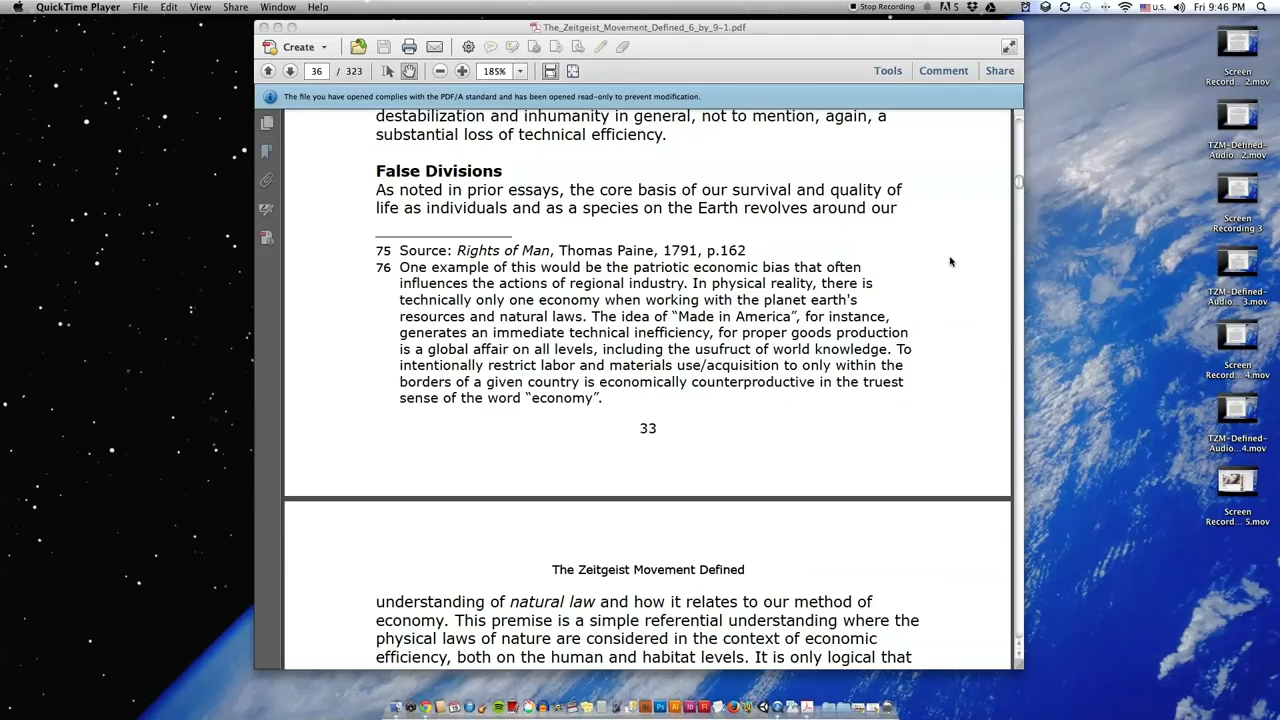 QuickTime Player File Edit View Share Window Help
Stop Recording
5
U.S.
Fri 9:46 PM
The_Zeitgeist_Movement_Defined_6_by_9-1.pdf
Create
36 / 323
185%
Tools Comment Share
The file you have opened complies with the PDF/A standard and has been opened read-only to prevent modification.
destabilization and inhumanity in general, not to mention, again, a
substantial loss of technical efficiency.
False Divisions
As noted in prior essays, the core basis of our survival and quality of
life as individuals and as a species on the Earth revolves around our
75 Source: Rights of Man, Thomas Paine, 1791, p.162
76 One example of this would be the patriotic economic bias that often
influences the actions of regional industry. In physical reality, there is
technically only one economy when working with the planet earth's
resources and natural laws. The idea of “Made in America”, for instance,
generates an immediate technical inefficiency, for proper goods production
is a global affair on all levels, including the usufruct of world knowledge. To
intentionally restrict labor and materials use/acquisition to only within the
borders of a given country is economically counterproductive in the truest
sense of the word “economy”.
33
The Zeitgeist Movement Defined
understanding of natural law and how it relates to our method of
economy. This premise is a simple referential understanding where the
physical laws of nature are considered in the context of economic
efficiency, both on the human and habitat levels. It is only logical that
Screen
Record... 2.mov
TZM-Defined-
Audio...2.mov
Screen
Recording 3
TZM-Defined-
Audio... 3.mov
Screen
Record... 4.mov
TZM-Defined-
Audio...4.mov
Screen
Record... 5.mov